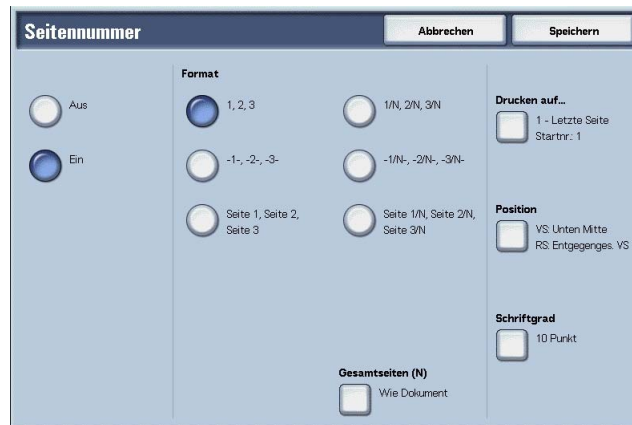 Seitennummer
Abbrechen
Speichern
Aus
Ein
Format
1, 2, 3
1/N, 2/N, 3/N
-1-, -2-, -3-
-1/N-, -2/N-, -3/N-
Seite 1, Seite 2,
Seite 3
Seite 1/N, Seite 2/N,
Seite 3/N
Gesamtseiten (N)
Wie Dokument
Drucken auf...
1 - Letzte Seite
Startnr.: 1
Position
VS: Unten Mitte
RS: Entgegenges. VS
Schriftgrad
10 Punkt